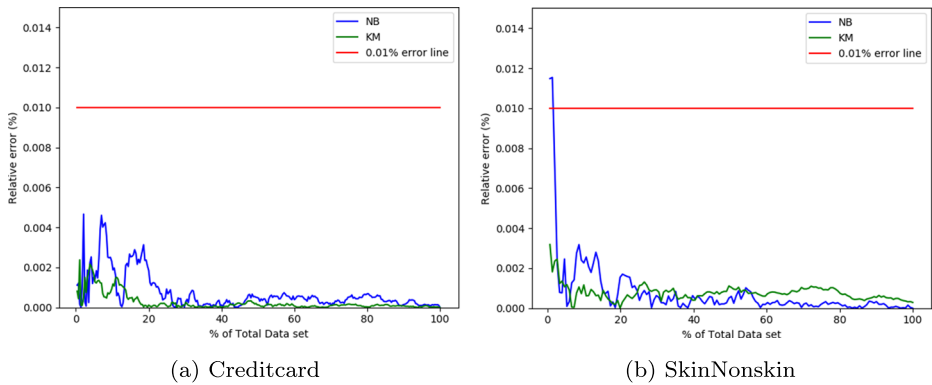 0.014
0.012
0.010
0.008
0.006
0.004
0.002
0.000
Relative error (%)
NB
KM
0.01% error line
0 20 40 60 80 100
% of Total Data set
(a) Creditcard
0.014
0.012
0.010
0.008
0.006
0.004
0.002
0.000
Relative error (%)
NB
KM
0.01% error line
0 20 40 60 80 100
% of Total Data set
(b) SkinNonskin